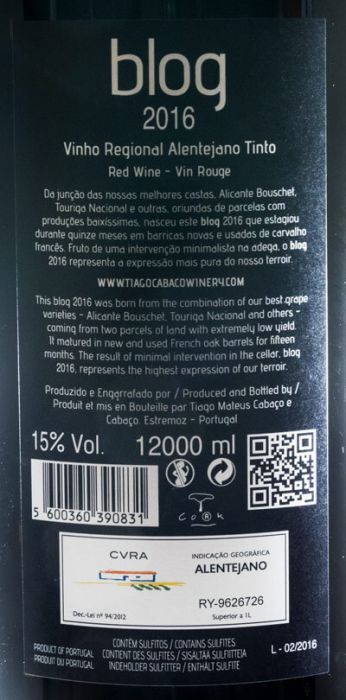 blog
2016
Vinho Regional Alentejano Tinto
Red Wine - Vin Rouge
Da junção das nossas melhores castas, Alicante Bouschet,
Touriga Nacional e outras, oriundas de parcelas com
produções baixíssimas, nasceu este blog 2016 que estagiou
durante quinze meses em barricas novas e usadas de carvalho
francês. Fruto de uma intervenção minimalista na adega, o blog
2016 representa a expressão mais pura do nosso terroir.
WWW.TIAGOCABACOWINERY.COM
This blog 2016 was born from the combination of our best grape
varieties - Alicante Bouschet, Touriga Nacional and others -
coming from two parcels of land with extremely low yield.
It matured in new and used French oak barrels for fifteen
months. The result of minimal intervention in the cellar, blog
2016, represents the highest expression of our terroir.
Produzido e Engarrafado por / Produced and Bottled by /
Produit et mis en Bouteille par Tiago Mateus Cabaço e
Cabaço. Estremoz - Portugal
15% Vol. 12000 ml
5 600360 390831
Cork
CVRA
INDICAÇÃO GEOGRÁFICA
ALENTEJANO
RY-9626726
Dec.-Lei nº 94/2012
Superior a 1L
PRODUCT OF PORTUGAL
PRODUTO DE PORTUGAL
PRODUIT DU PORTUGAL
CONTÉM SULFITOS / CONTAINS SULFITES
CONTIENT DES SULFITES / SISÄLTÄÄ SULFIITTEJA
INDEHOLDER SULFITTER / ENTHÄLT SULFITE
L - 02/2016